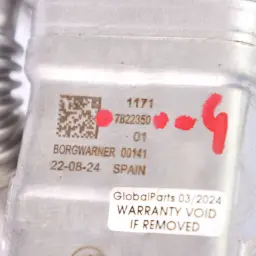 1171
7822350
01
BORGWARNER 00141
22-08-24 SPAIN
GlobalParts 03/2024
WARRANTY VOID
IF REMOVED